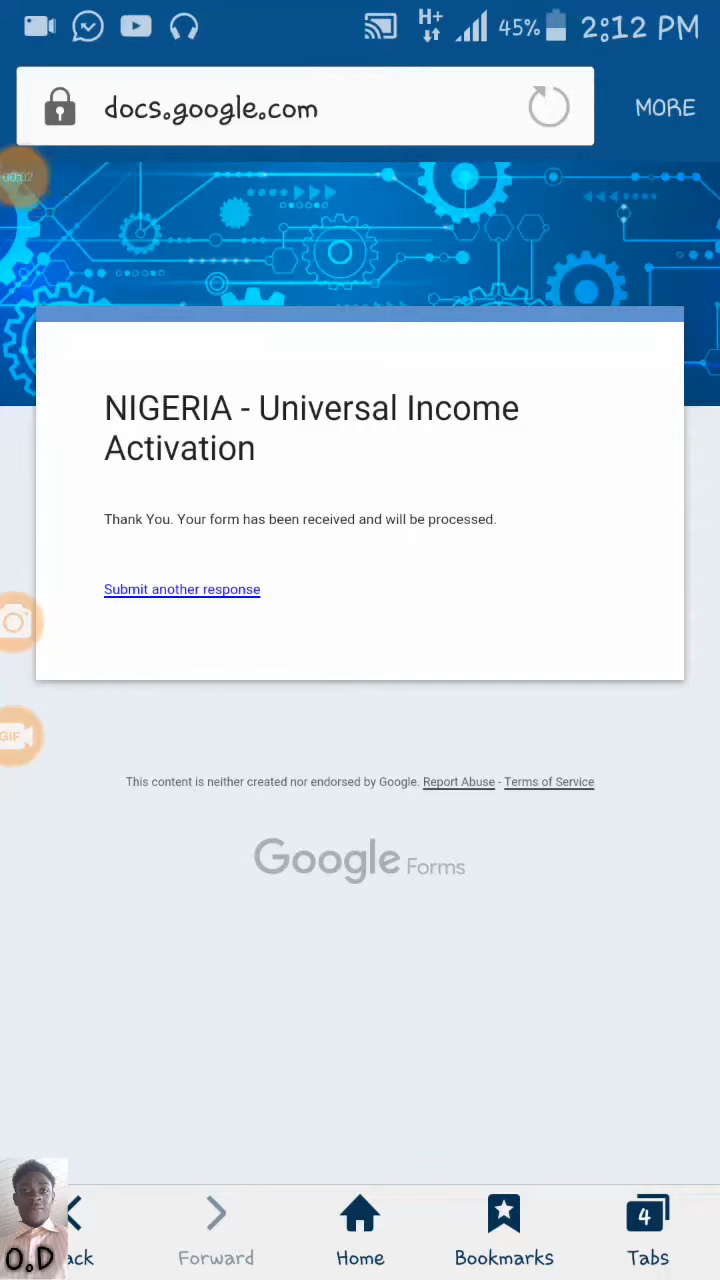 H+ 45% 2:12 PM
docs.google.com MORE
00:02
NIGERIA - Universal Income
Activation
Thank You. Your form has been received and will be processed.
Submit another response
GIF
This content is neither created nor endorsed by Google. Report Abuse - Terms of Service
Google Forms
4
ack Forward Home Bookmarks Tabs
O.D